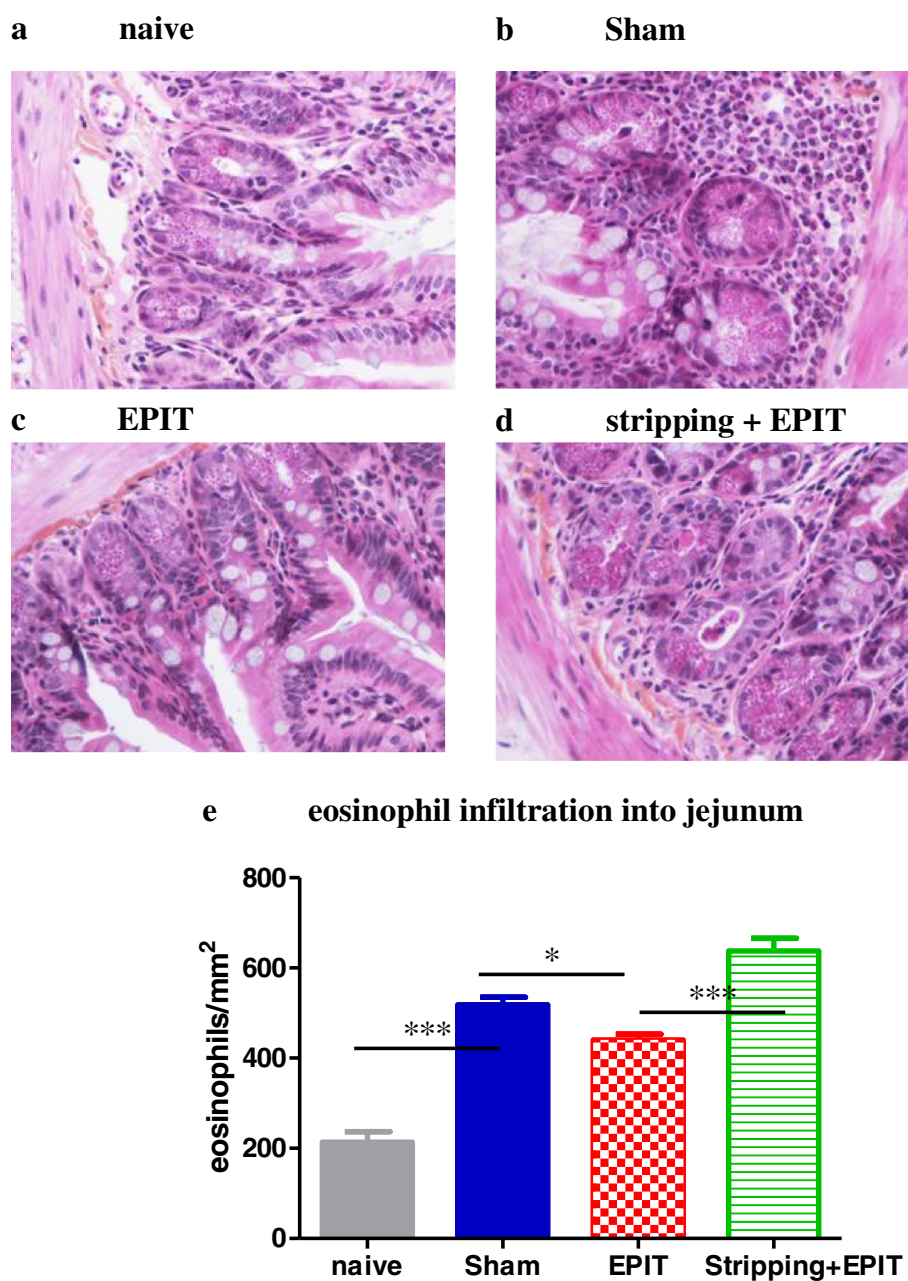 a naive
b Sham
c EPIT
d stripping + EPIT
e eosinophil infiltration into jejunum
eosinophils/mm²
800
600
400
200
0
***
*
***
naive Sham EPIT Stripping+EPIT